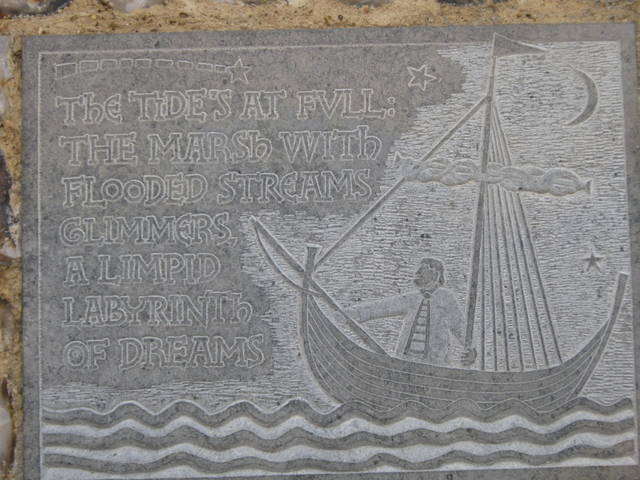 THE TIDE'S AT FVLL:
THE MARSH WITH
FLOODED STREAMS
GLIMMERS,
A LIMPID
LABYRINTH
OF DREAMS